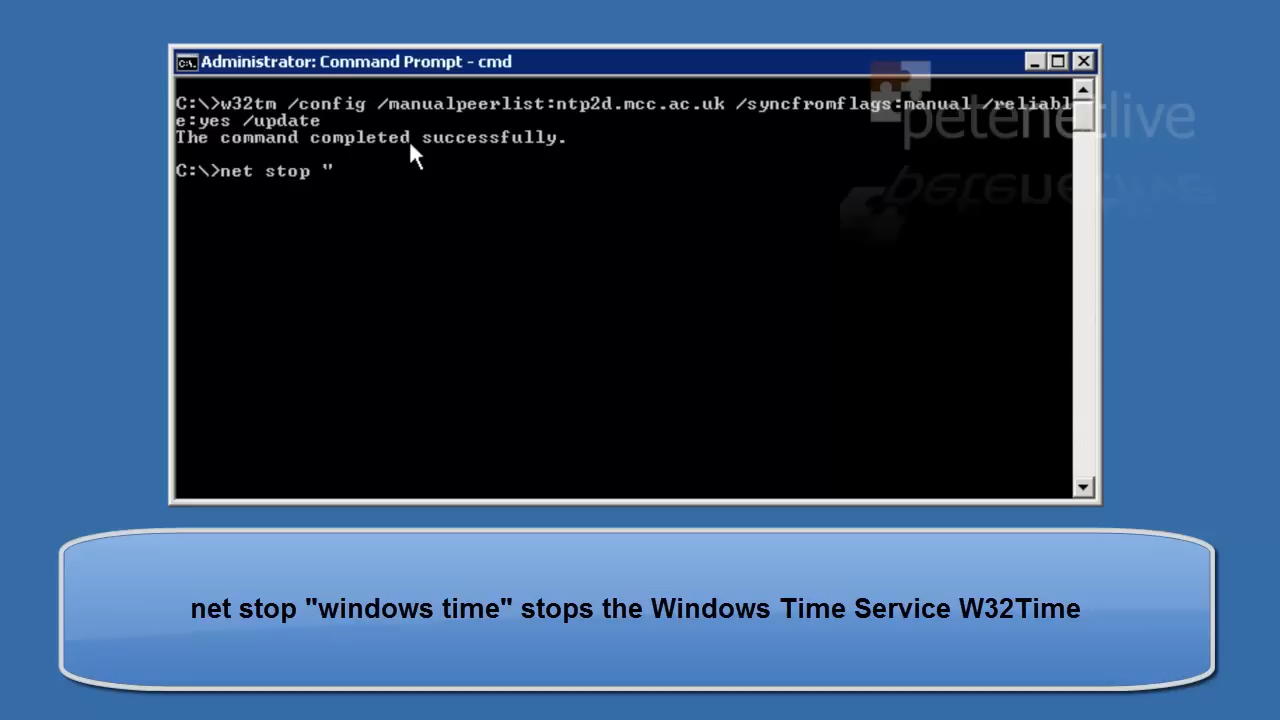 Administrator: Command Prompt - cmd
C:\>w32tm /config /manualpeerlist:ntp2d.mcc.ac.uk /syncfromflags:manual /reliabl
e:yes /update
The command completed successfully.
petenetlive
C:\>net stop "
net stop "windows time" stops the Windows Time Service W32Time